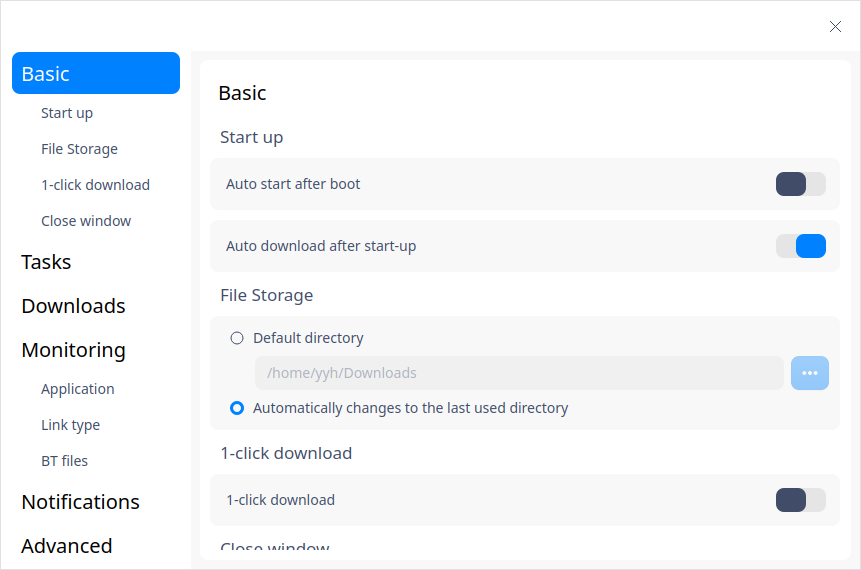 Basic
Start up
File Storage
1-click download
Close window
Tasks
Downloads
Monitoring
Application
Link type
BT files
Notifications
Advanced
Basic
Start up
Auto start after boot
Auto download after start-up
File Storage
Default directory
/home/yyh/Downloads
Automatically changes to the last used directory
1-click download
1-click download
Close window